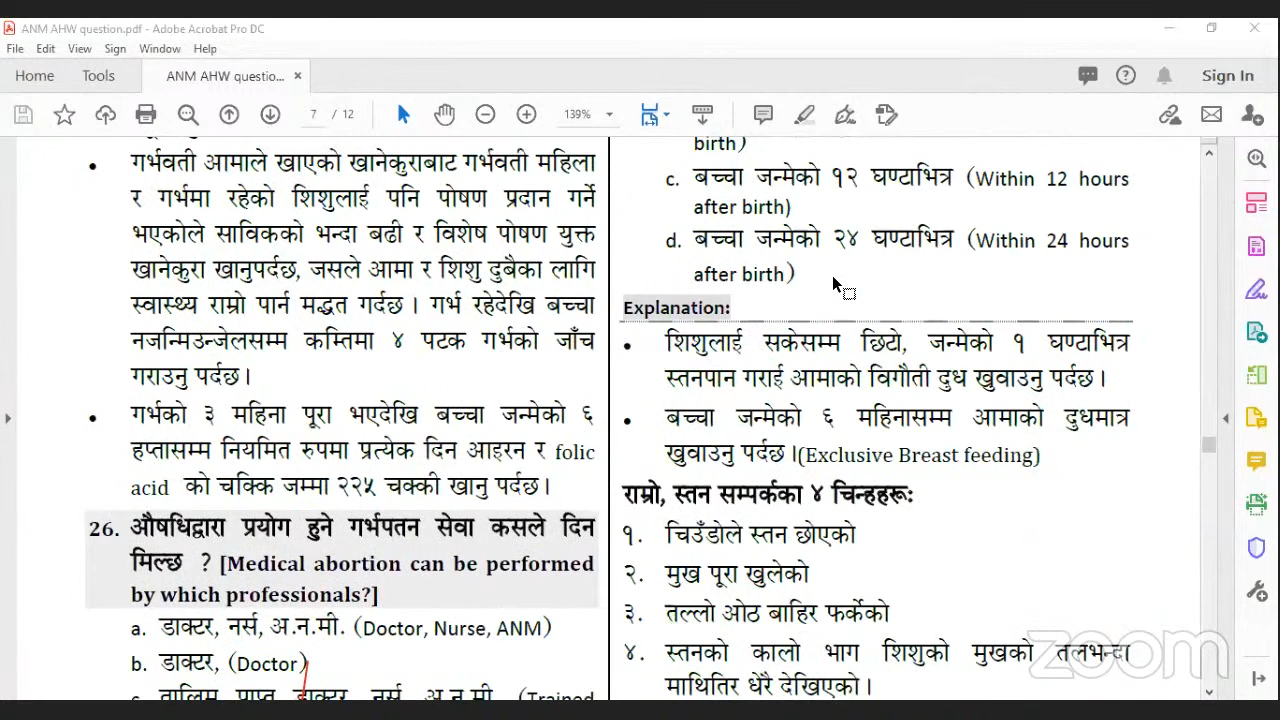 ANM AHW question.pdf - Adobe Acrobat Pro DC
File Edit View Sign Window Help
Home Tools ANM AHW questio... × Sign In
7 / 12 139%
• गर्भवती आमाले खाएको खानेकुराबाट गर्भवती महिला
र गर्भमा रहेको शिशुलाई पनि पोषण प्रदान गर्ने
भएकोले साविकको भन्दा बढी र विशेष पोषण युक्त
खानेकुरा खानुपर्दछ, जसले आमा र शिशु दुबैका लागि
स्वास्थ्य राम्रो पार्न मद्धत गर्दछ। गर्भ रहेदेखि बच्चा
नजन्मिउन्जेलसम्म कम्तिमा ४ पटक गर्भको जाँच
गराउनु पर्दछ।
• गर्भको ३ महिना पूरा भएदेखि बच्चा जन्मेको ६
हप्तासम्म नियमित रुपमा प्रत्येक दिन आइरन र folic
acid को चक्कि जम्मा २२५ चक्की खानु पर्दछ।
26. औषधिद्वारा प्रयोग हुने गर्भपतन सेवा कसले दिन
मिल्छ ? [Medical abortion can be performed
by which professionals?]
a. डाक्टर, नर्स, अ.न.मी. (Doctor, Nurse, ANM)
b. डाक्टर, (Doctor)
c. तालिम प्राप्त डाक्टर, नर्स, अ.न.मी. (Trained
birth)
c. बच्चा जन्मेको १२ घण्टाभित्र (Within 12 hours
after birth)
d. बच्चा जन्मेको २४ घण्टाभित्र (Within 24 hours
after birth)
Explanation:
• शिशुलाई सकेसम्म छिटो, जन्मेको १ घण्टाभित्र
स्तनपान गराई आमाको विगौती दुध खुवाउनु पर्दछ।
• बच्चा जन्मेको ६ महिनासम्म आमाको दुधमात्र
खुवाउनु पर्दछ।(Exclusive Breast feeding)
राम्रो, स्तन सम्पर्कका ४ चिन्हहरू:
१. चिउँडोले स्तन छोएको
२. मुख पूरा खुलेको
३. तल्लो ओठ बाहिर फर्केको
४. स्तनको कालो भाग शिशुको मुखको तलभन्दा
माथितिर धेरै देखिएको।
zoom